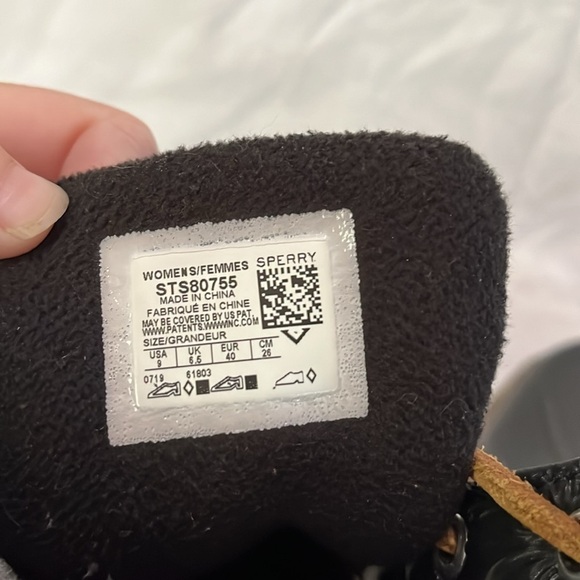 WOMENS/FEMMES SPERRY
STS80755
MADE IN CHINA
FABRIQUÉ EN CHINE
MAY BE COVERED BY US PAT
WWW.PATENTS.WWWINC.COM
SIZE/GRANDEUR
USA UK EUR CM
9 6.5 40 26
0719 61803